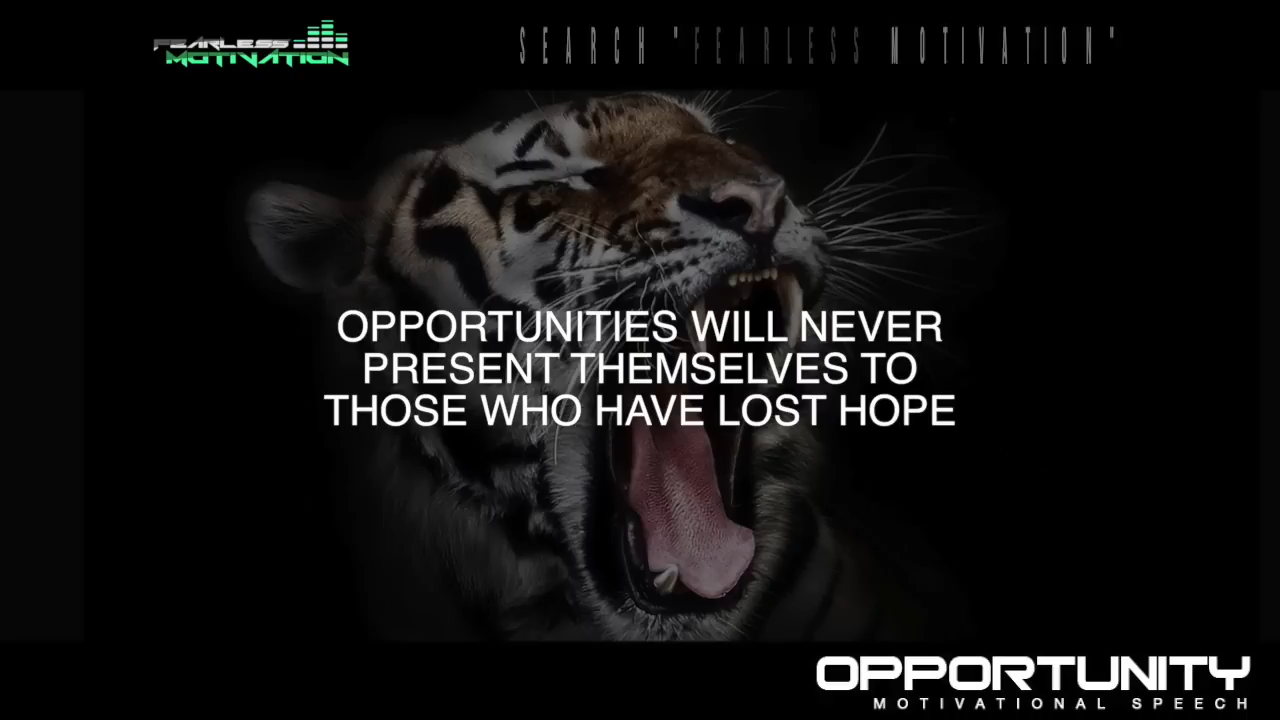 FEARLESS
MOTIVATION
SEARCH "FEARLESS MOTIVATION"
OPPORTUNITIES WILL NEVER
PRESENT THEMSELVES TO
THOSE WHO HAVE LOST HOPE
OPPORTUNITY
MOTIVATIONAL SPEECH